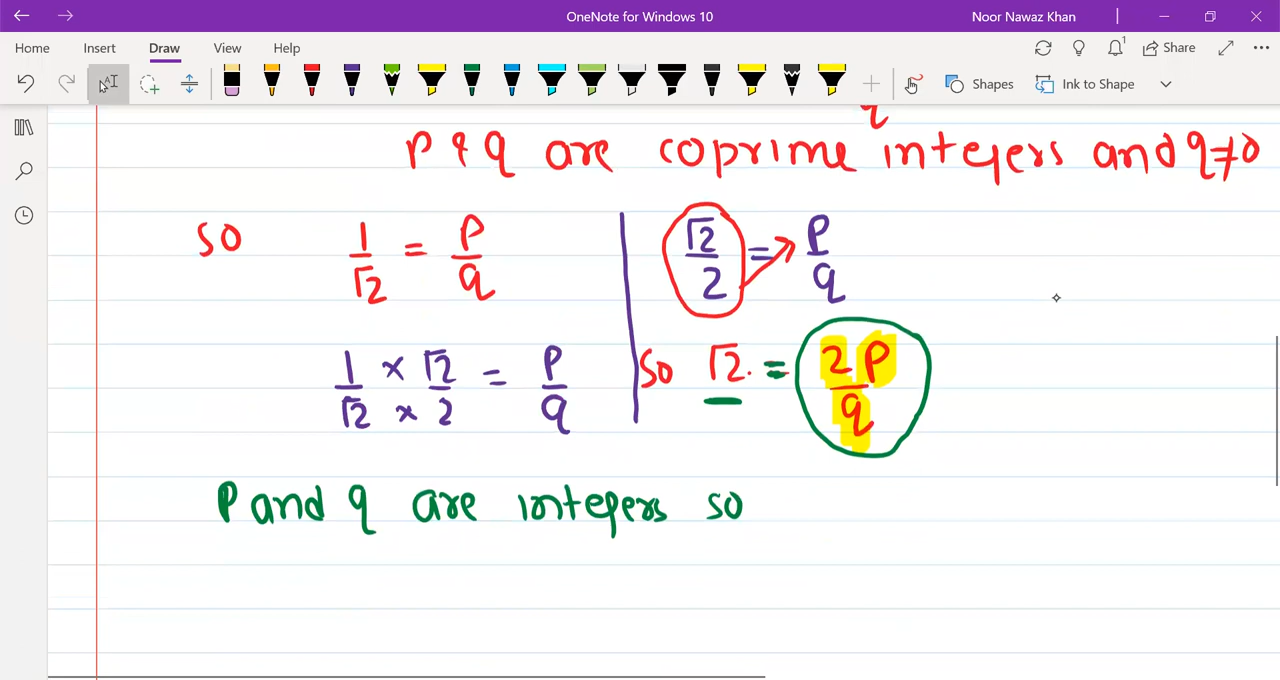 OneNote for Windows 10
Noor Nawaz Khan
Home Insert Draw View Help
Share
Shapes
Ink to Shape
q
P & q are coprime integers and q≠0
so 1/√2 = P/q
√2/2 = P/q
1/√2 × √2/2 = P/q
So √2 = 2P/q
P and q are integers so